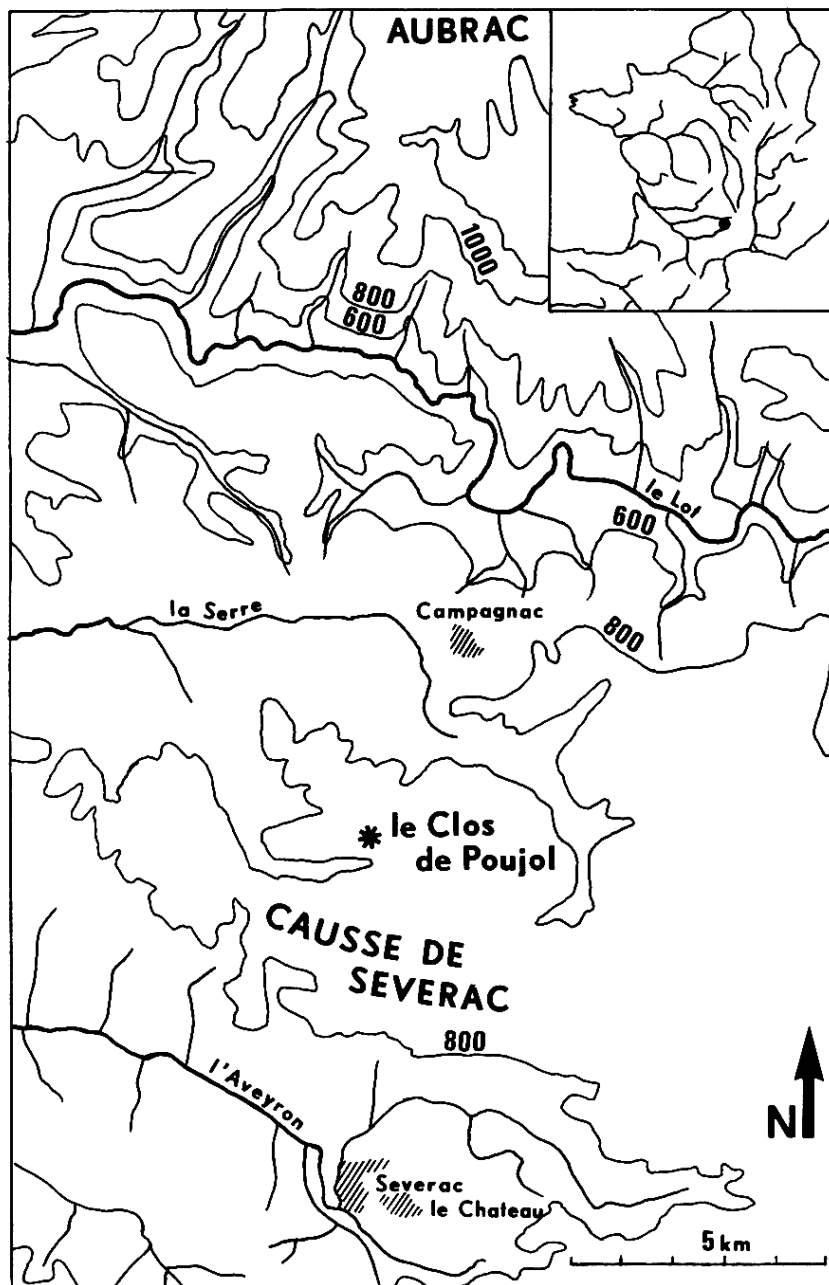 AUBRAC
1000
800
600
le Lot
600
la Serre
Campagnac
800
le Clos
de Poujol
CAUSSE DE
SEVERAC
800
l'Aveyron
N
Severac
le Chateau
5 km